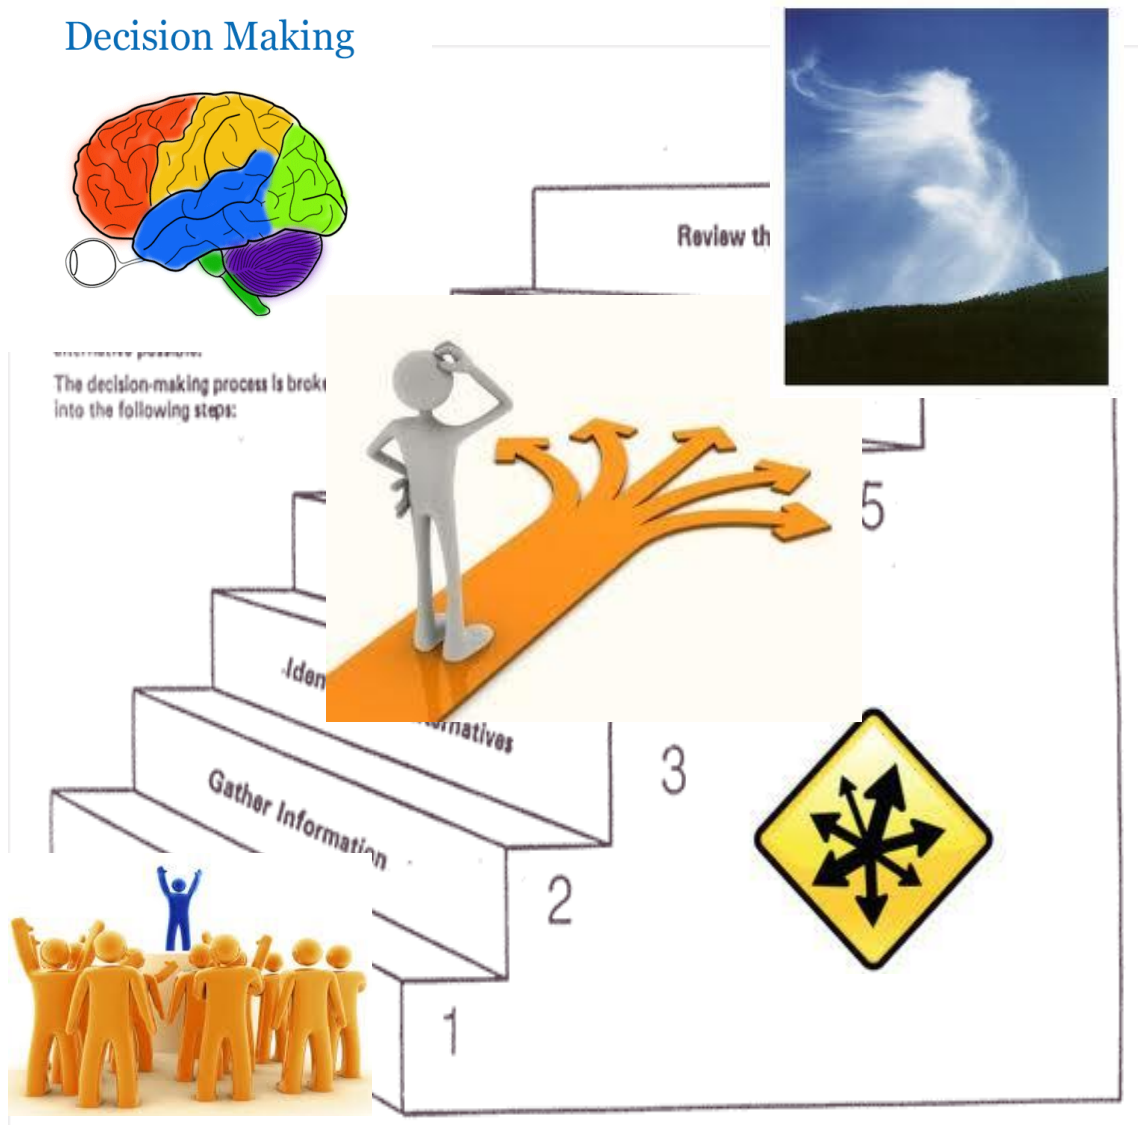 Decision Making
Review th
The decision-making process is broke
into the following steps:
5
Iden
ternatives
3
Gather Information
2
1